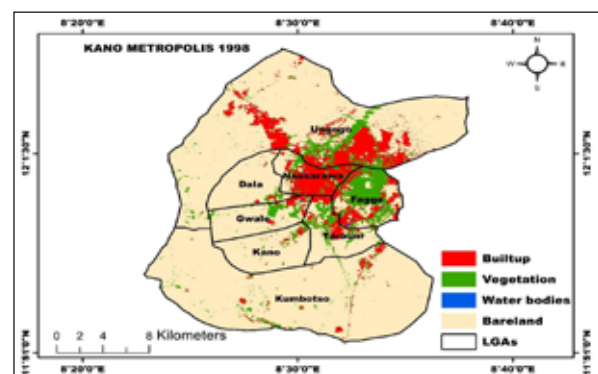 8°20'0"E 8°30'0"E 8°40'0"E
KANO METROPOLIS 1998
N
W E
S
12°1'30"N 12°1'30"N
Ungogo
Nassarawa
Dala
Fagge
Gwale
Tarauni
Kano
Kumbotso
Builtup
Vegetation
Water bodies
Bareland
LGAs
0 2 4 8 Kilometers
11°51'0"N 11°51'0"N
8°20'0"E 8°30'0"E 8°40'0"E